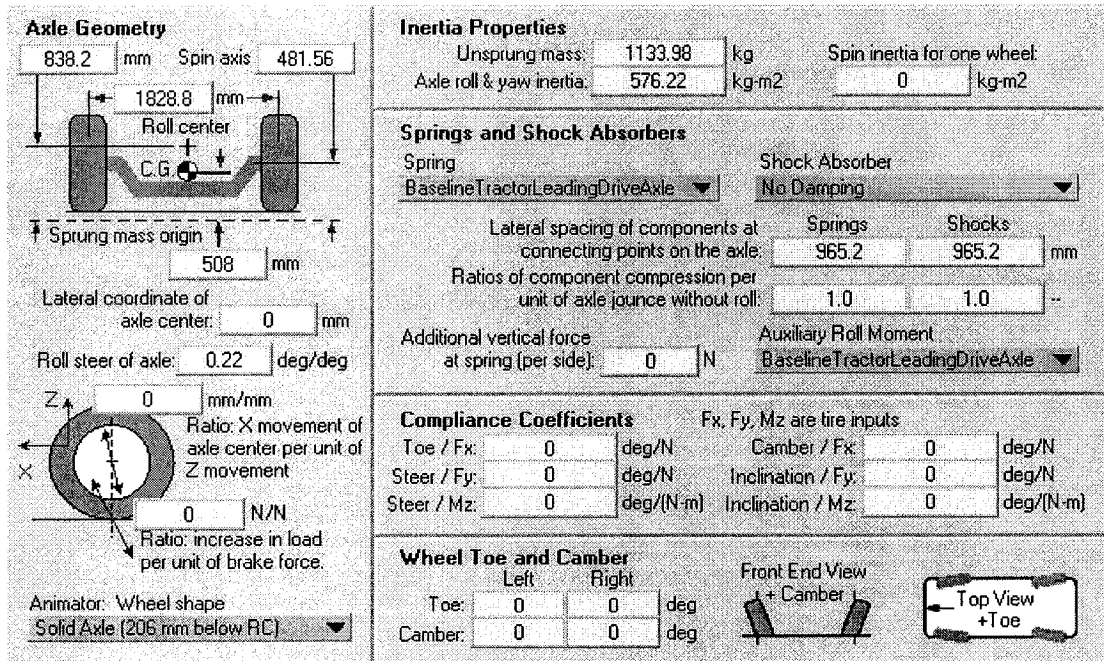 Axle Geometry
838.2 mm Spin axis 481.56
1828.8 mm
Roll center
C.G.
Sprung mass origin
508 mm
Lateral coordinate of
axle center: 0 mm
Roll steer of axle: 0.22 deg/deg
Z 0 mm/mm
Ratio: X movement of
axle center per unit of
X Z movement
0 N/N
Ratio: increase in load
per unit of brake force.
Animator: Wheel shape
Solid Axle (206 mm below RC)
Inertia Properties
Unsprung mass: 1133.98 kg Spin inertia for one wheel:
Axle roll & yaw inertia: 576.22 kg-m2 0 kg-m2
Springs and Shock Absorbers
Spring Shock Absorber
BaselineTractorLeadingDriveAxle No Damping
Lateral spacing of components at Springs Shocks
connecting points on the axle: 965.2 965.2 mm
Ratios of component compression per
unit of axle jounce without roll: 1.0 1.0 --
Additional vertical force Auxiliary Roll Moment
at spring (per side): 0 N BaselineTractorLeadingDriveAxle
Compliance Coefficients Fx, Fy, Mz are tire inputs
Toe / Fx: 0 deg/N Camber / Fx: 0 deg/N
Steer / Fy: 0 deg/N Inclination / Fy: 0 deg/N
Steer / Mz: 0 deg/(N-m) Inclination / Mz: 0 deg/(N-m)
Wheel Toe and Camber
Left Right Front End View
Toe: 0 0 deg + Camber Top View
Camber: 0 0 deg +Toe